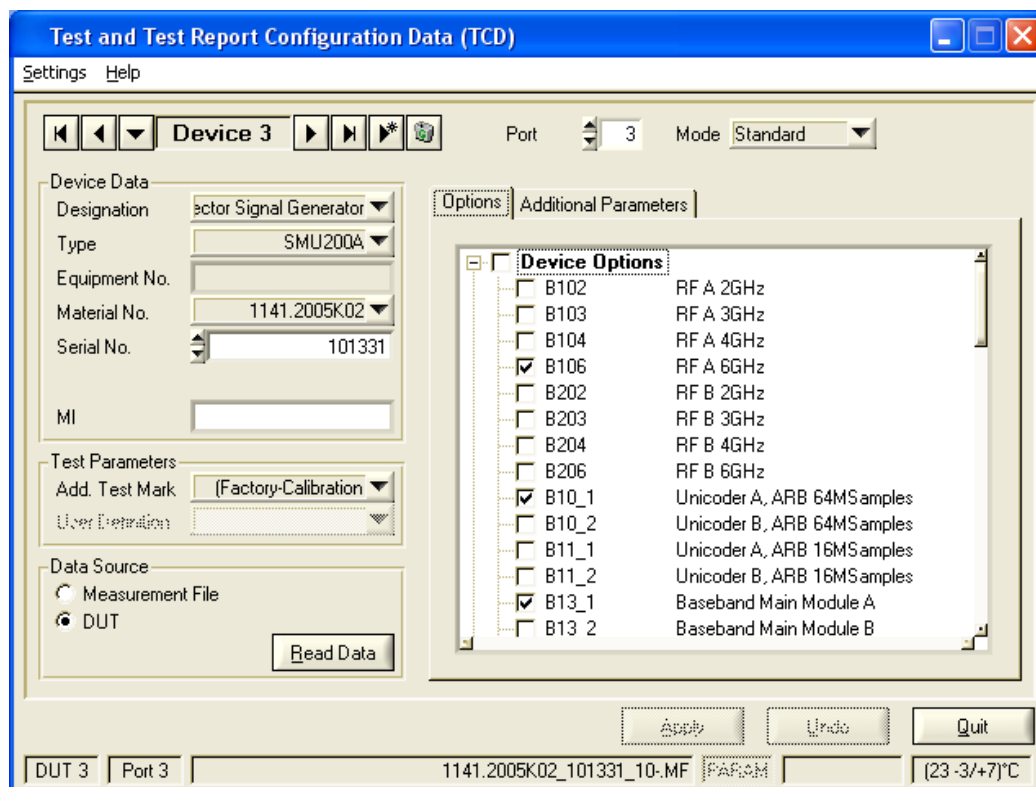 Test and Test Report Configuration Data (TCD)
Settings Help
Device 3
Port 3 Mode Standard
Device Data
Designation ector Signal Generator
Type SMU200A
Equipment No.
Material No. 1141.2005K02
Serial No. 101331
MI
Test Parameters
Add. Test Mark (Factory-Calibration
User Definition
Data Source
Measurement File
DUT
Read Data
Options Additional Parameters
Device Options
B102 RF A 2GHz
B103 RF A 3GHz
B104 RF A 4GHz
B106 RF A 6GHz
B202 RF B 2GHz
B203 RF B 3GHz
B204 RF B 4GHz
B206 RF B 6GHz
B10_1 Unicoder A, ARB 64MSamples
B10_2 Unicoder B, ARB 64MSamples
B11_1 Unicoder A, ARB 16MSamples
B11_2 Unicoder B, ARB 16MSamples
B13_1 Baseband Main Module A
B13_2 Baseband Main Module B
Apply Undo Quit
DUT 3 Port 3 1141.2005K02_101331_10-.MF PARAM (23 -3/+7)°C